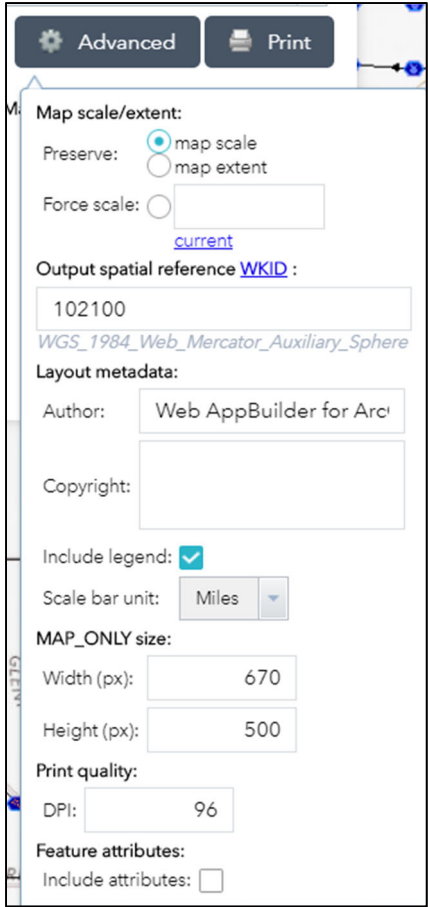 Advanced Print
Map scale/extent:
Preserve: map scale
map extent
Force scale:
current
Output spatial reference WKID :
102100
WGS_1984_Web_Mercator_Auxiliary_Sphere
Layout metadata:
Author: Web AppBuilder for Arc
Copyright:
Include legend:
Scale bar unit: Miles
MAP_ONLY size:
Width (px): 670
Height (px): 500
Print quality:
DPI: 96
Feature attributes:
Include attributes: